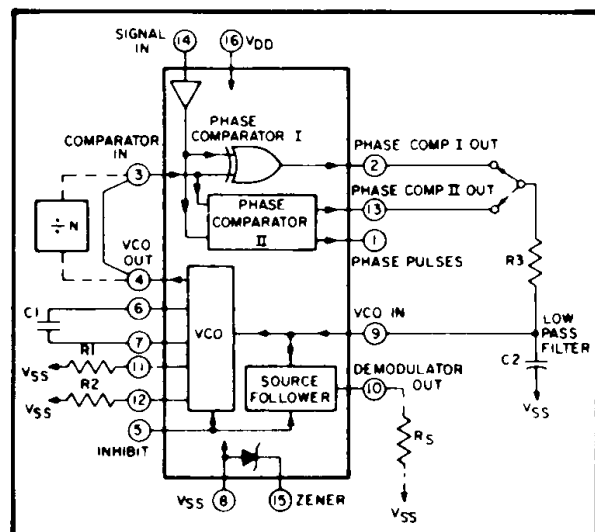 SIGNAL IN
14
16
VDD
PHASE COMPARATOR I
COMPARATOR IN
3
2
PHASE COMP I OUT
PHASE COMP II OUT
13
PHASE COMPARATOR II
1
PHASE PULSES
÷ N
VCO OUT
4
R3
6
C1
7
VCO
VCO IN
9
LOW PASS FILTER
C2
VSS
VSS
R1
11
DEMODULATOR OUT
10
SOURCE FOLLOWER
VSS
R2
12
5
INHIBIT
RS
VSS
VSS
8
15
ZENER